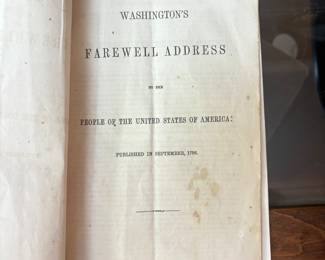 WASHINGTON'S
FAREWELL ADDRESS
TO THE
PEOPLE OF THE UNITED STATES OF AMERICA:
PUBLISHED IN SEPTEMBER, 1796.